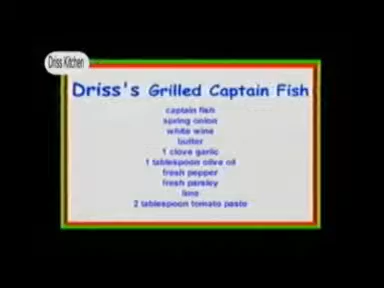 Driss Kitchen
Driss's Grilled Captain Fish
captain fish
spring onion
white wine
butter
1 clove garlic
1 tablespoon olive oil
fresh pepper
fresh parsley
lime
2 tablespoon tomato paste